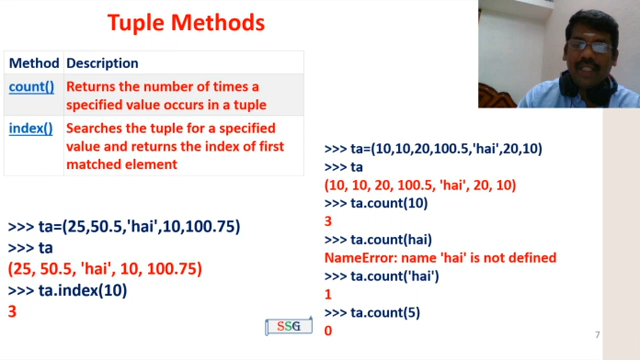 Tuple Methods
Method Description
count() Returns the number of times a
specified value occurs in a tuple
index() Searches the tuple for a specified
value and returns the index of first
matched element
>>> ta=(25,50.5,'hai',10,100.75)
>>> ta
(25, 50.5, 'hai', 10, 100.75)
>>> ta.index(10)
3
>>> ta=(10,10,20,100.5,'hai',20,10)
>>> ta
(10, 10, 20, 100.5, 'hai', 20, 10)
>>> ta.count(10)
3
>>> ta.count(hai)
NameError: name 'hai' is not defined
>>> ta.count('hai')
1
>>> ta.count(5)
0
SSG
7